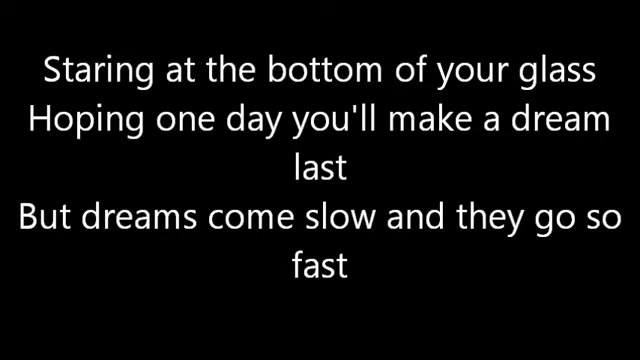 Staring at the bottom of your glass
Hoping one day you'll make a dream
last
But dreams come slow and they go so
fast